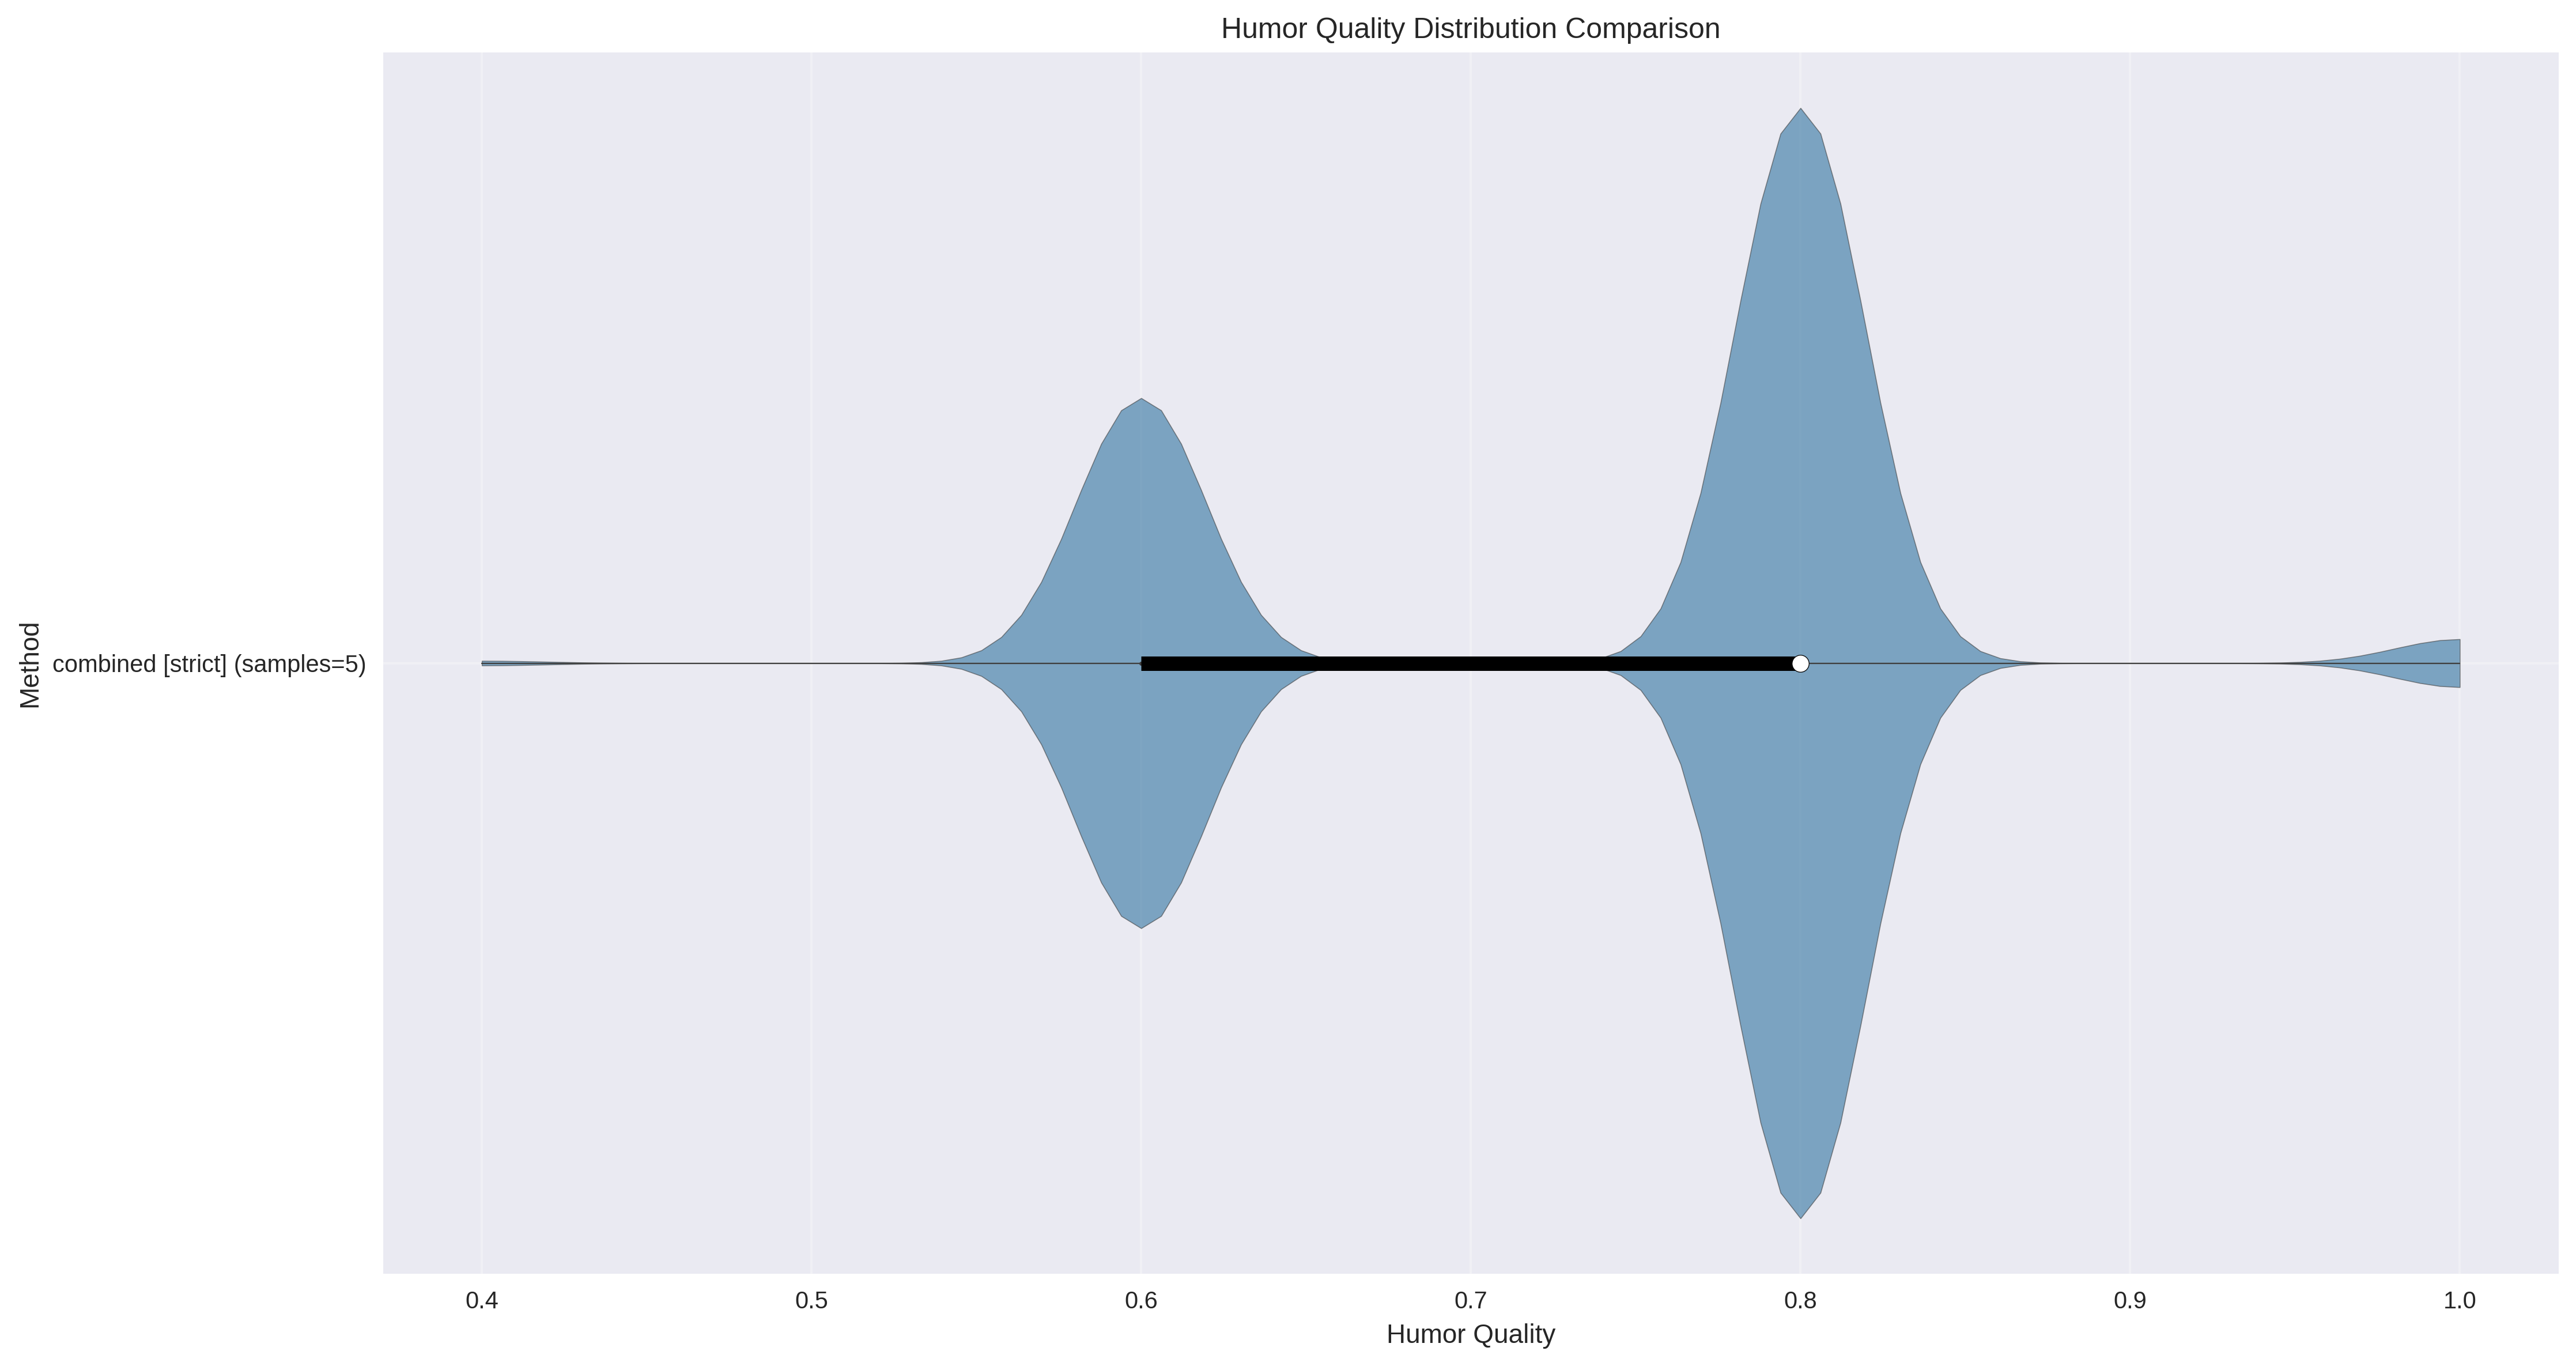 Humor Quality Distribution Comparison
Method
combined [strict] (samples=5)
0.4 0.5 0.6 0.7 0.8 0.9 1.0
Humor Quality